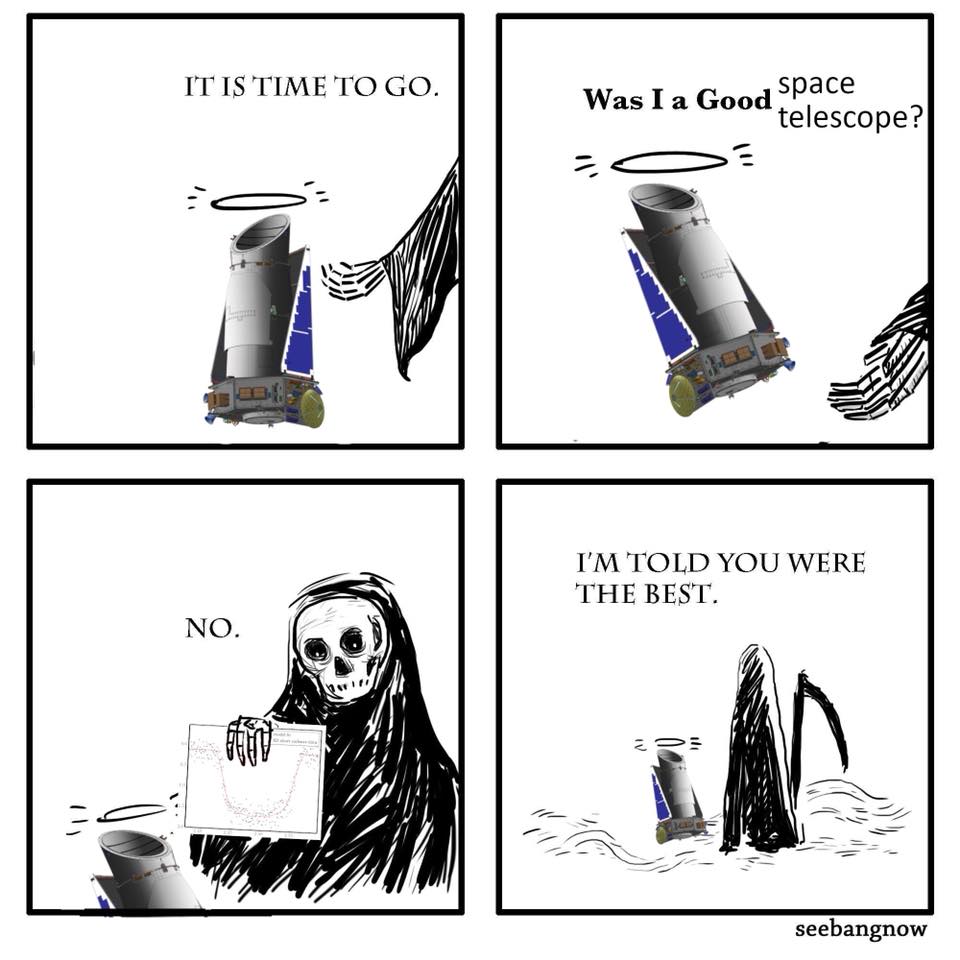 IT IS TIME TO GO.
Was I a Good space
telescope?
NO.
I'M TOLD YOU WERE
THE BEST.
seebangnow